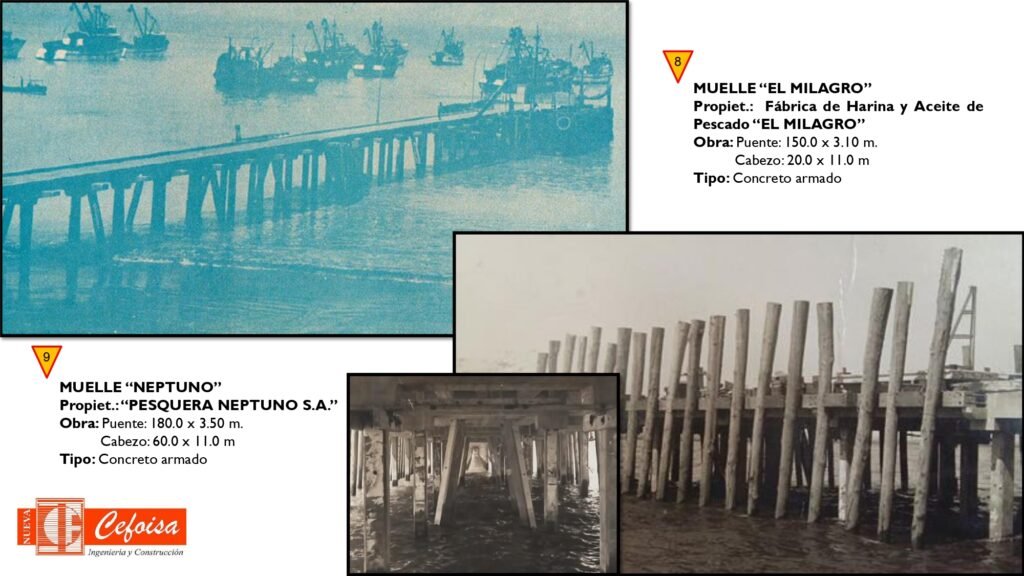 8
MUELLE “EL MILAGRO”
Propiet.: Fábrica de Harina y Aceite de
Pescado “EL MILAGRO”
Obra: Puente: 150.0 x 3.10 m.
Cabezo: 20.0 x 11.0 m
Tipo: Concreto armado
9
MUELLE “NEPTUNO”
Propiet.: “PESQUERA NEPTUNO S.A.”
Obra: Puente: 180.0 x 3.50 m.
Cabezo: 60.0 x 11.0 m
Tipo: Concreto armado
NUEVA
Cefoisa
Ingeniería y Construcción